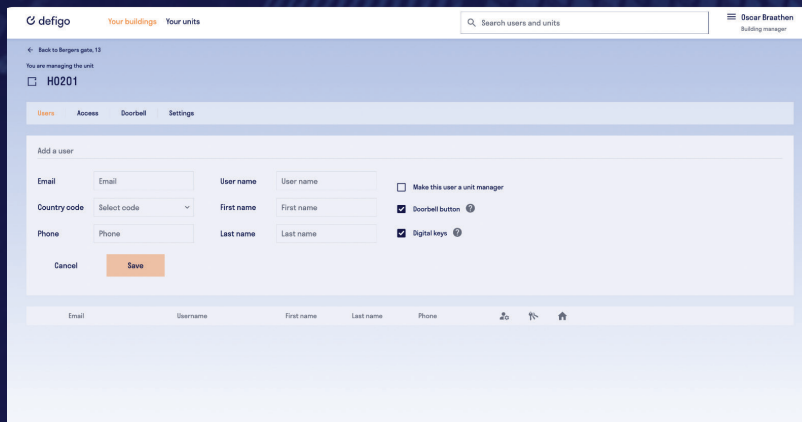 defigo
Your buildings Your units
Search users and units
Oscar Braathen
Building manager
← Back to Bergers gate, 13
You are managing the unit
H0201
Users Access Doorbell Settings
Add a user
Email Email User name User name Make this user a unit manager
Country code Select code First name First name Doorbell button ?
Phone Phone Last name Last name Digital keys ?
Cancel Save
Email Username First name Last name Phone